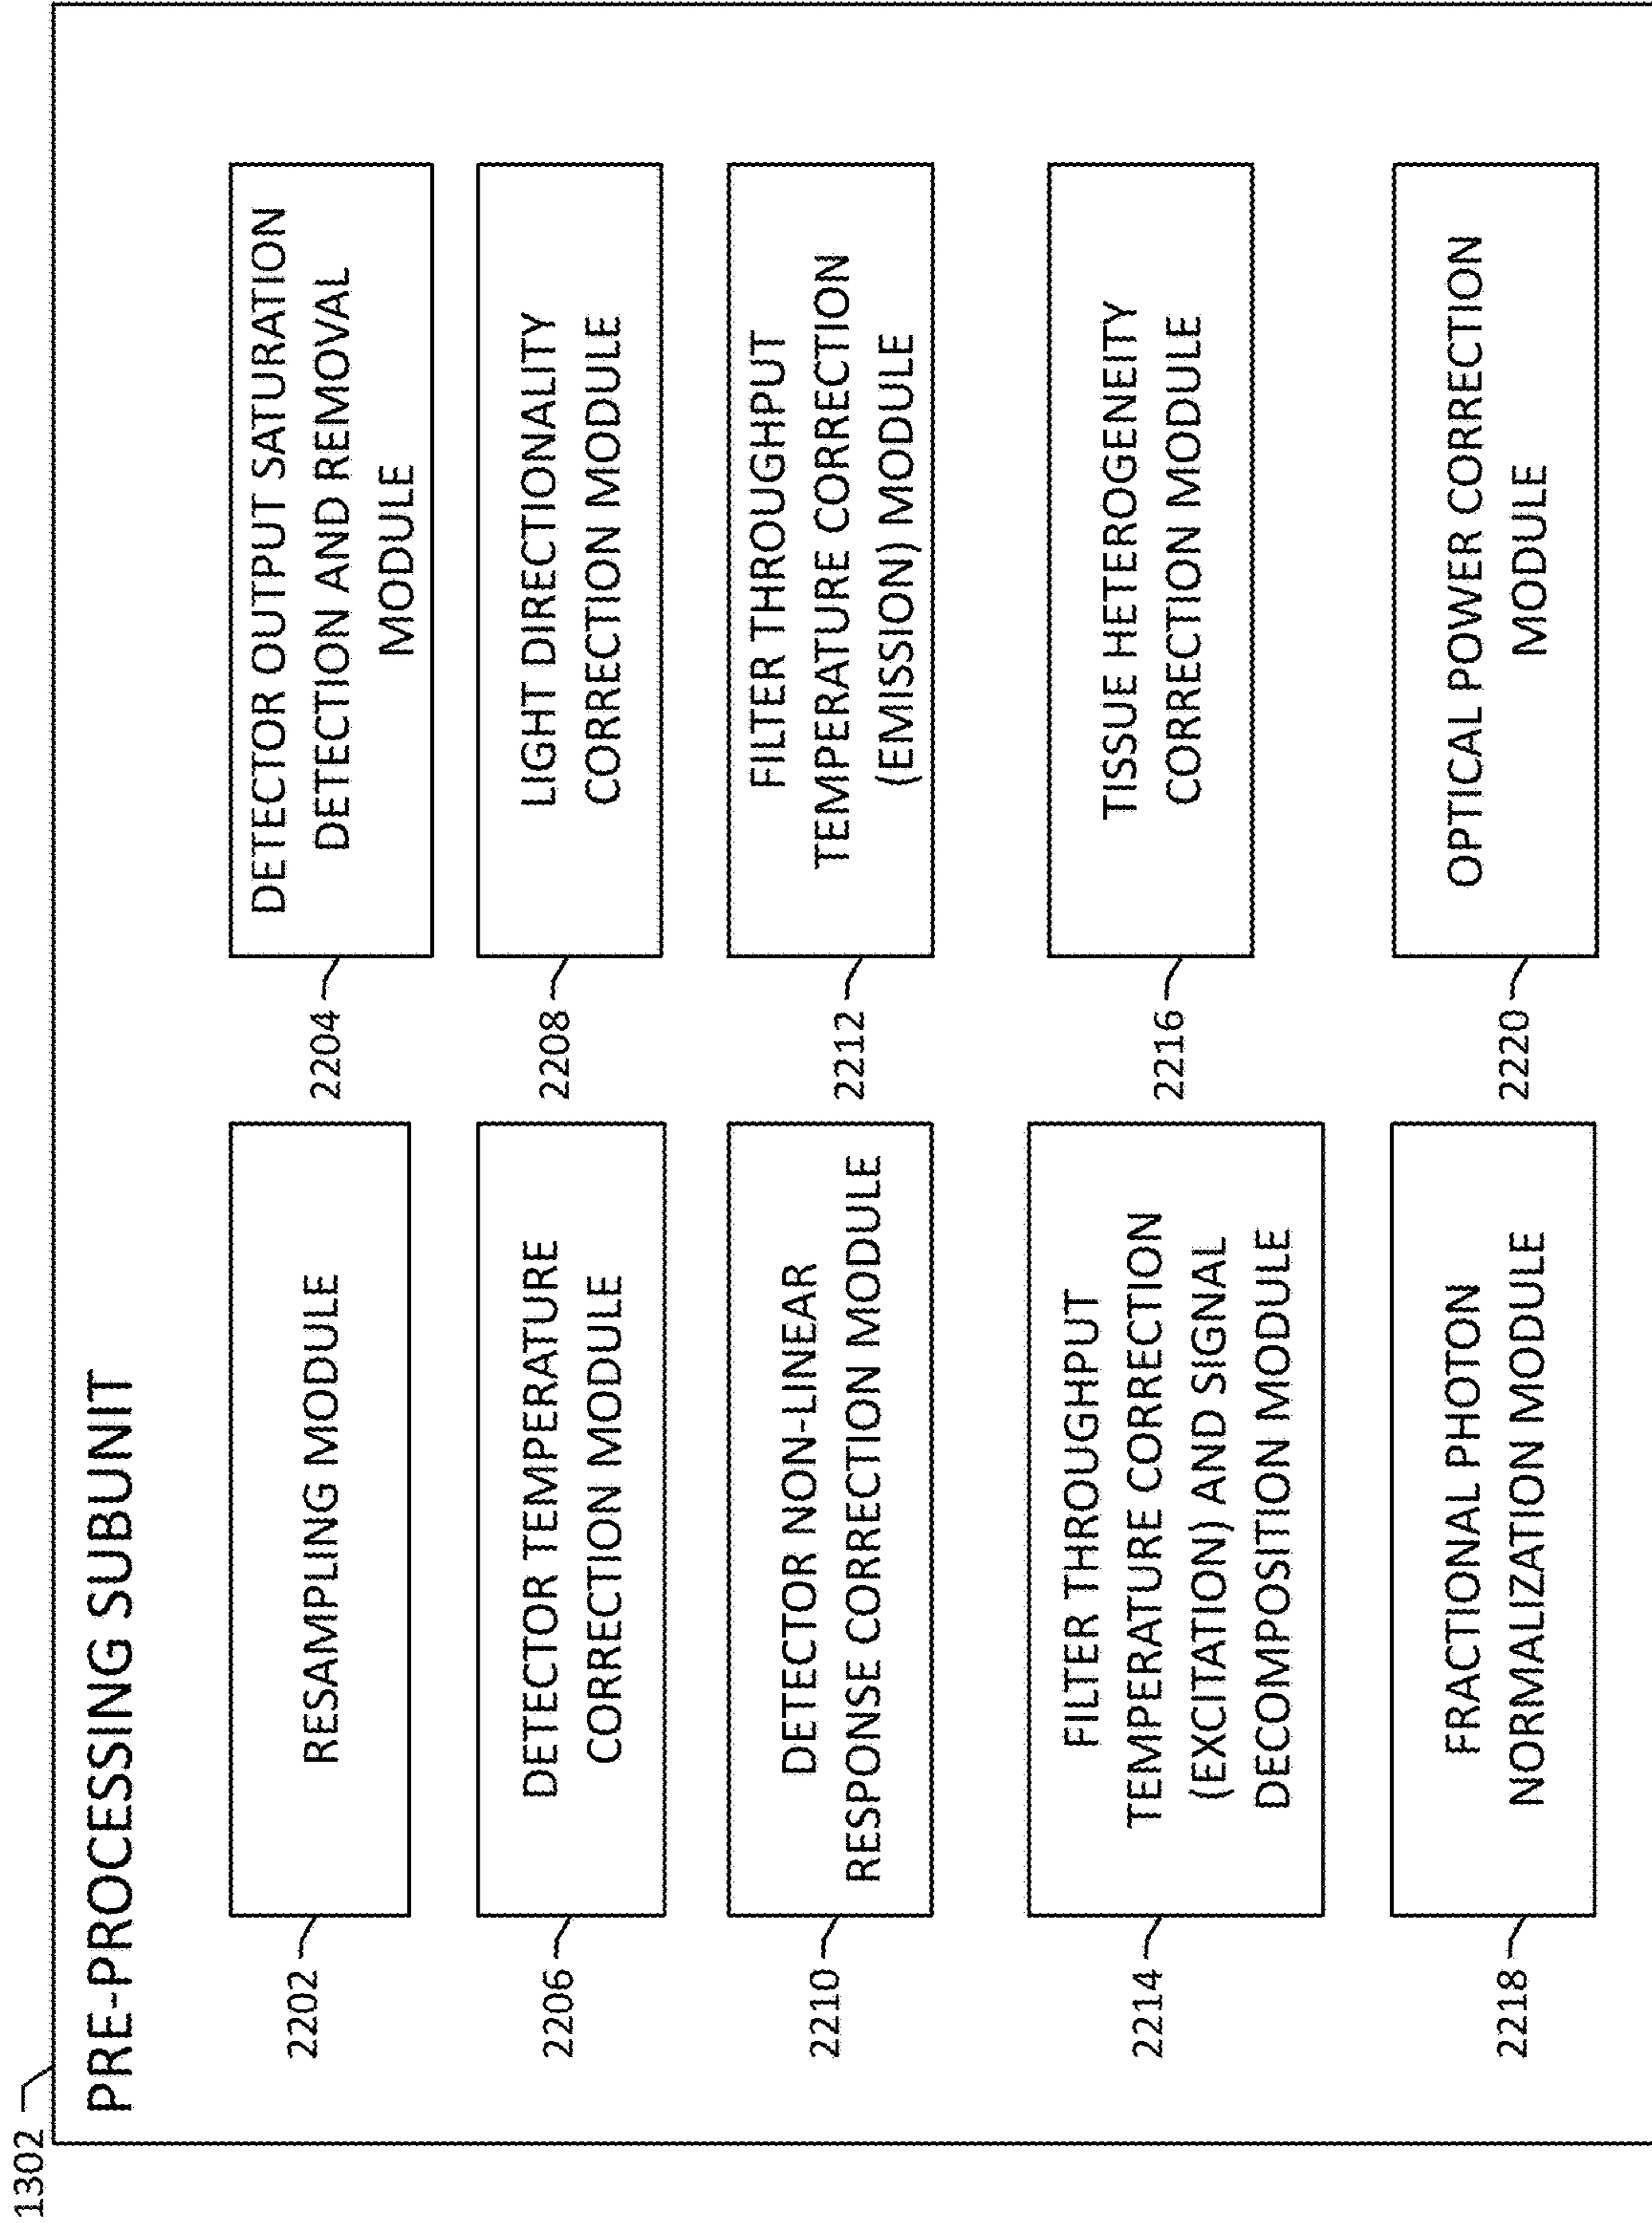 1302
PRE-PROCESSING SUBUNIT
2202
RESAMPLING MODULE
2204
DETECTOR OUTPUT SATURATION
DETECTION AND REMOVAL
MODULE
2206
DETECTOR TEMPERATURE
CORRECTION MODULE
2208
LIGHT DIRECTIONALITY
CORRECTION MODULE
2210
DETECTOR NON-LINEAR
RESPONSE CORRECTION MODULE
2212
FILTER THROUGHPUT
TEMPERATURE CORRECTION
(EMISSION) MODULE
2214
FILTER THROUGHPUT
TEMPERATURE CORRECTION
(EXCITATION) AND SIGNAL
DECOMPOSITION MODULE
2216
TISSUE HETEROGENEITY
CORRECTION MODULE
2218
FRACTIONAL PHOTON
NORMALIZATION MODULE
2220
OPTICAL POWER CORRECTION
MODULE